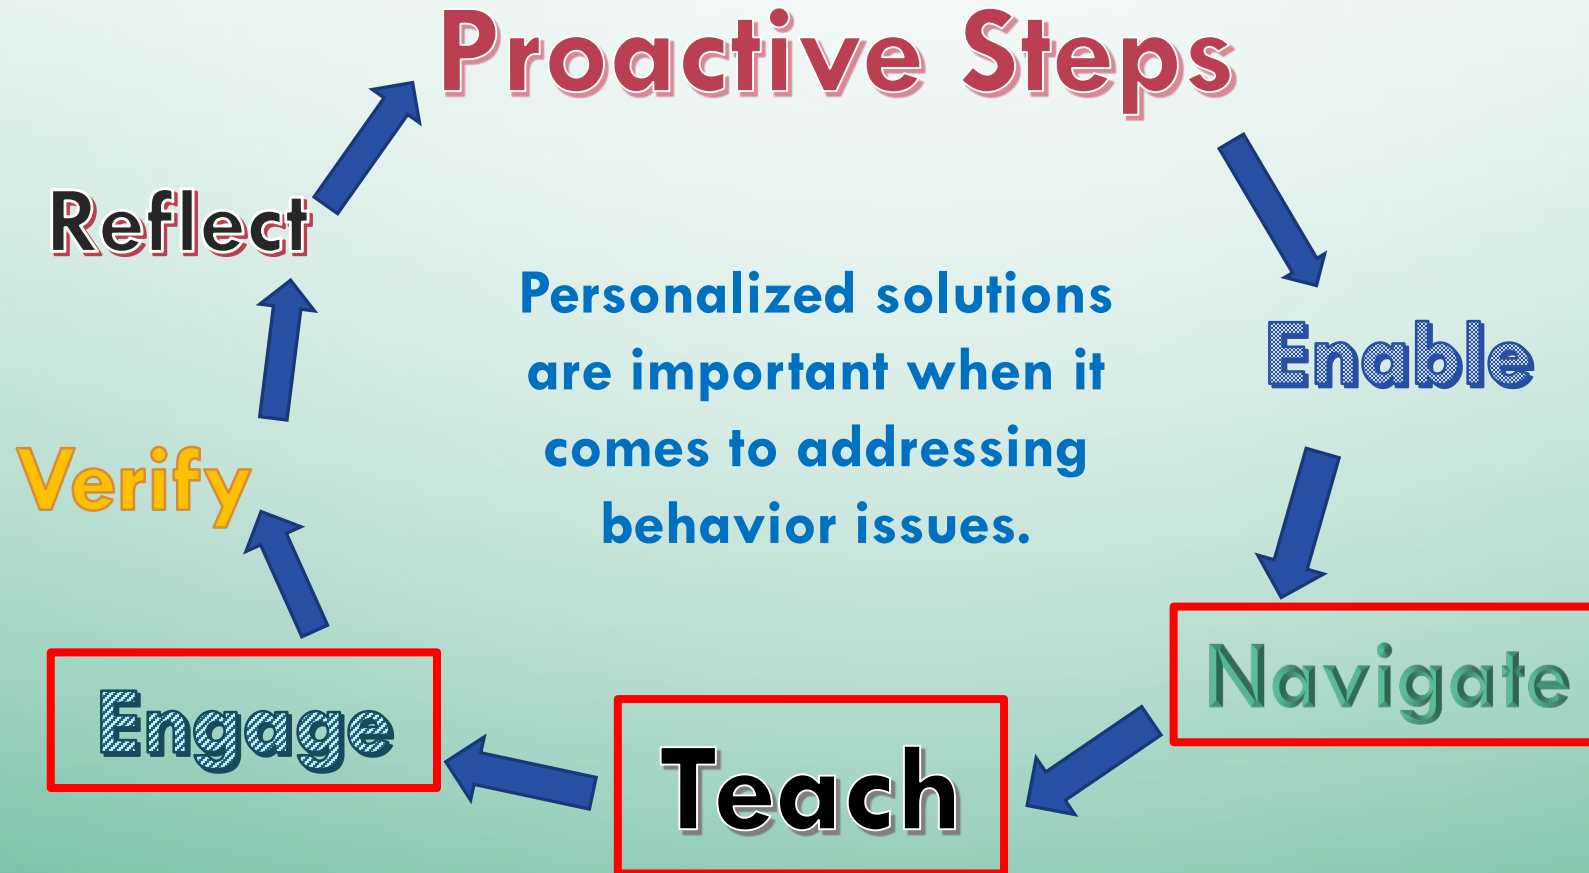 Proactive Steps
Reflect
Personalized solutions
are important when it
comes to addressing
behavior issues.
Enable
Verify
Navigate
Engage
Teach